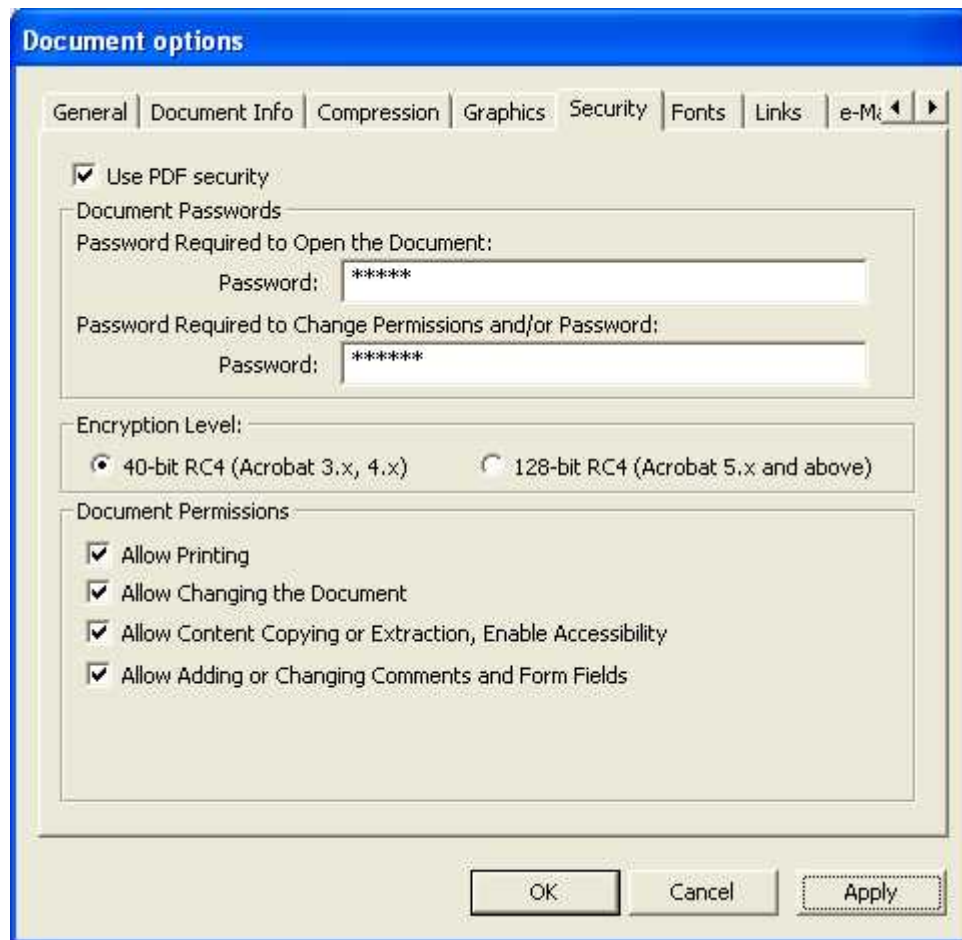 Document options
General Document Info Compression Graphics Security Fonts Links e-Ma
Use PDF security
Document Passwords
Password Required to Open the Document:
Password: *****
Password Required to Change Permissions and/or Password:
Password: ******
Encryption Level:
40-bit RC4 (Acrobat 3.x, 4.x) 128-bit RC4 (Acrobat 5.x and above)
Document Permissions
Allow Printing
Allow Changing the Document
Allow Content Copying or Extraction, Enable Accessibility
Allow Adding or Changing Comments and Form Fields
OK Cancel Apply